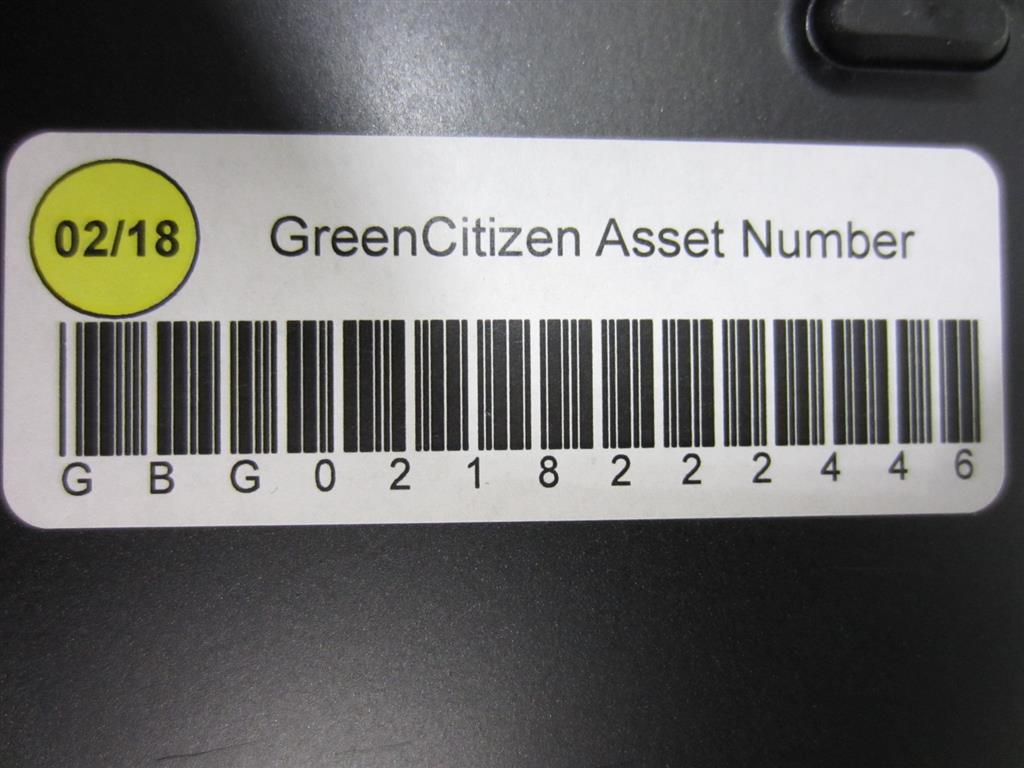 02/18
GreenCitizen Asset Number
G B G 0 2 1 8 2 2 2 4 4 6